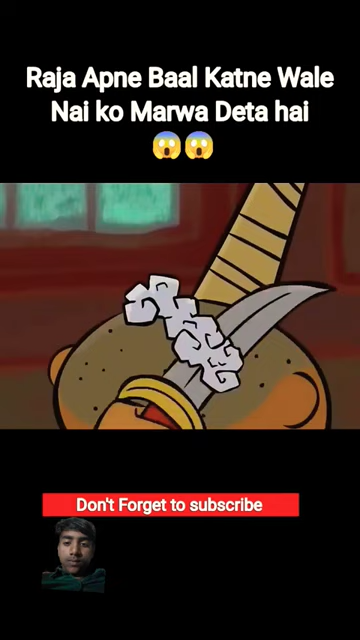 Raja Apne Baal Katne Wale
Nai ko Marwa Deta hai
😱😱
Don't Forget to subscribe